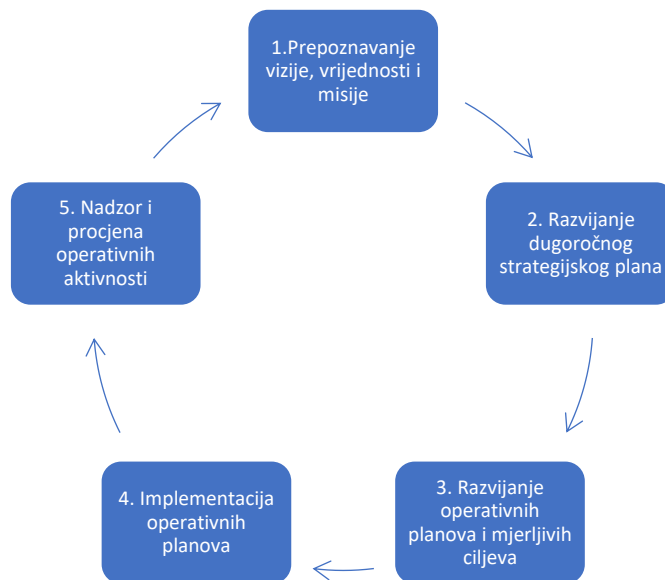 1.Prepoznavanje
vizije, vrijednosti i
misije
2. Razvijanje
dugoročnog
strategijskog plana
3. Razvijanje
operativnih
planova i mjerljivih
ciljeva
4. Implementacija
operativnih
planova
5. Nadzor i
procjena
operativnih
aktivnosti